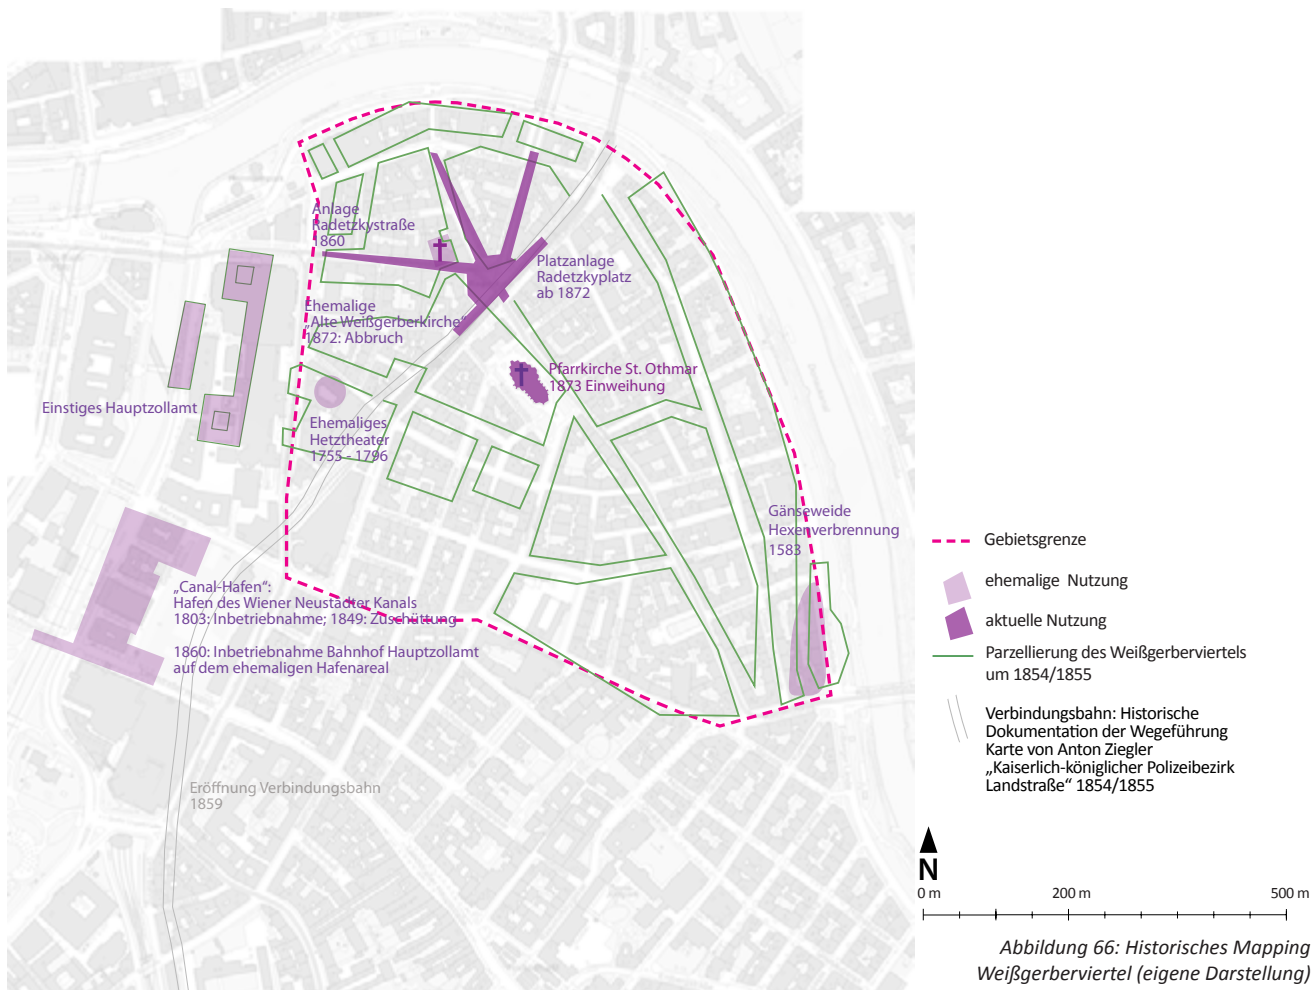 Anlage
Radetzkystraße
1860
Platzanlage
Radetzkyplatz
ab 1872
Ehemalige
„Alte Weißgerberkirche“
1872: Abbruch
Pfarrkirche St. Othmar
1873 Einweihung
Einstiges Hauptzollamt
Ehemaliges
Hetztheater
1755 - 1796
Gänseweide
Hexenverbrennung
1583
„Canal-Hafen“:
Hafen des Wiener Neustädter Kanals
1803: Inbetriebnahme; 1849: Zuschüttung
1860: Inbetriebnahme Bahnhof Hauptzollamt
auf dem ehemaligen Hafenareal
Eröffnung Verbindungsbahn
1859
Gebietsgrenze
ehemalige Nutzung
aktuelle Nutzung
Parzellierung des Weißgerberviertels
um 1854/1855
Verbindungsbahn: Historische
Dokumentation der Wegeführung
Karte von Anton Ziegler
„Kaiserlich-königlicher Polizeibezirk
Landstraße“ 1854/1855
N
0 m 200 m 500 m
Abbildung 66: Historisches Mapping
Weißgerberviertel (eigene Darstellung)